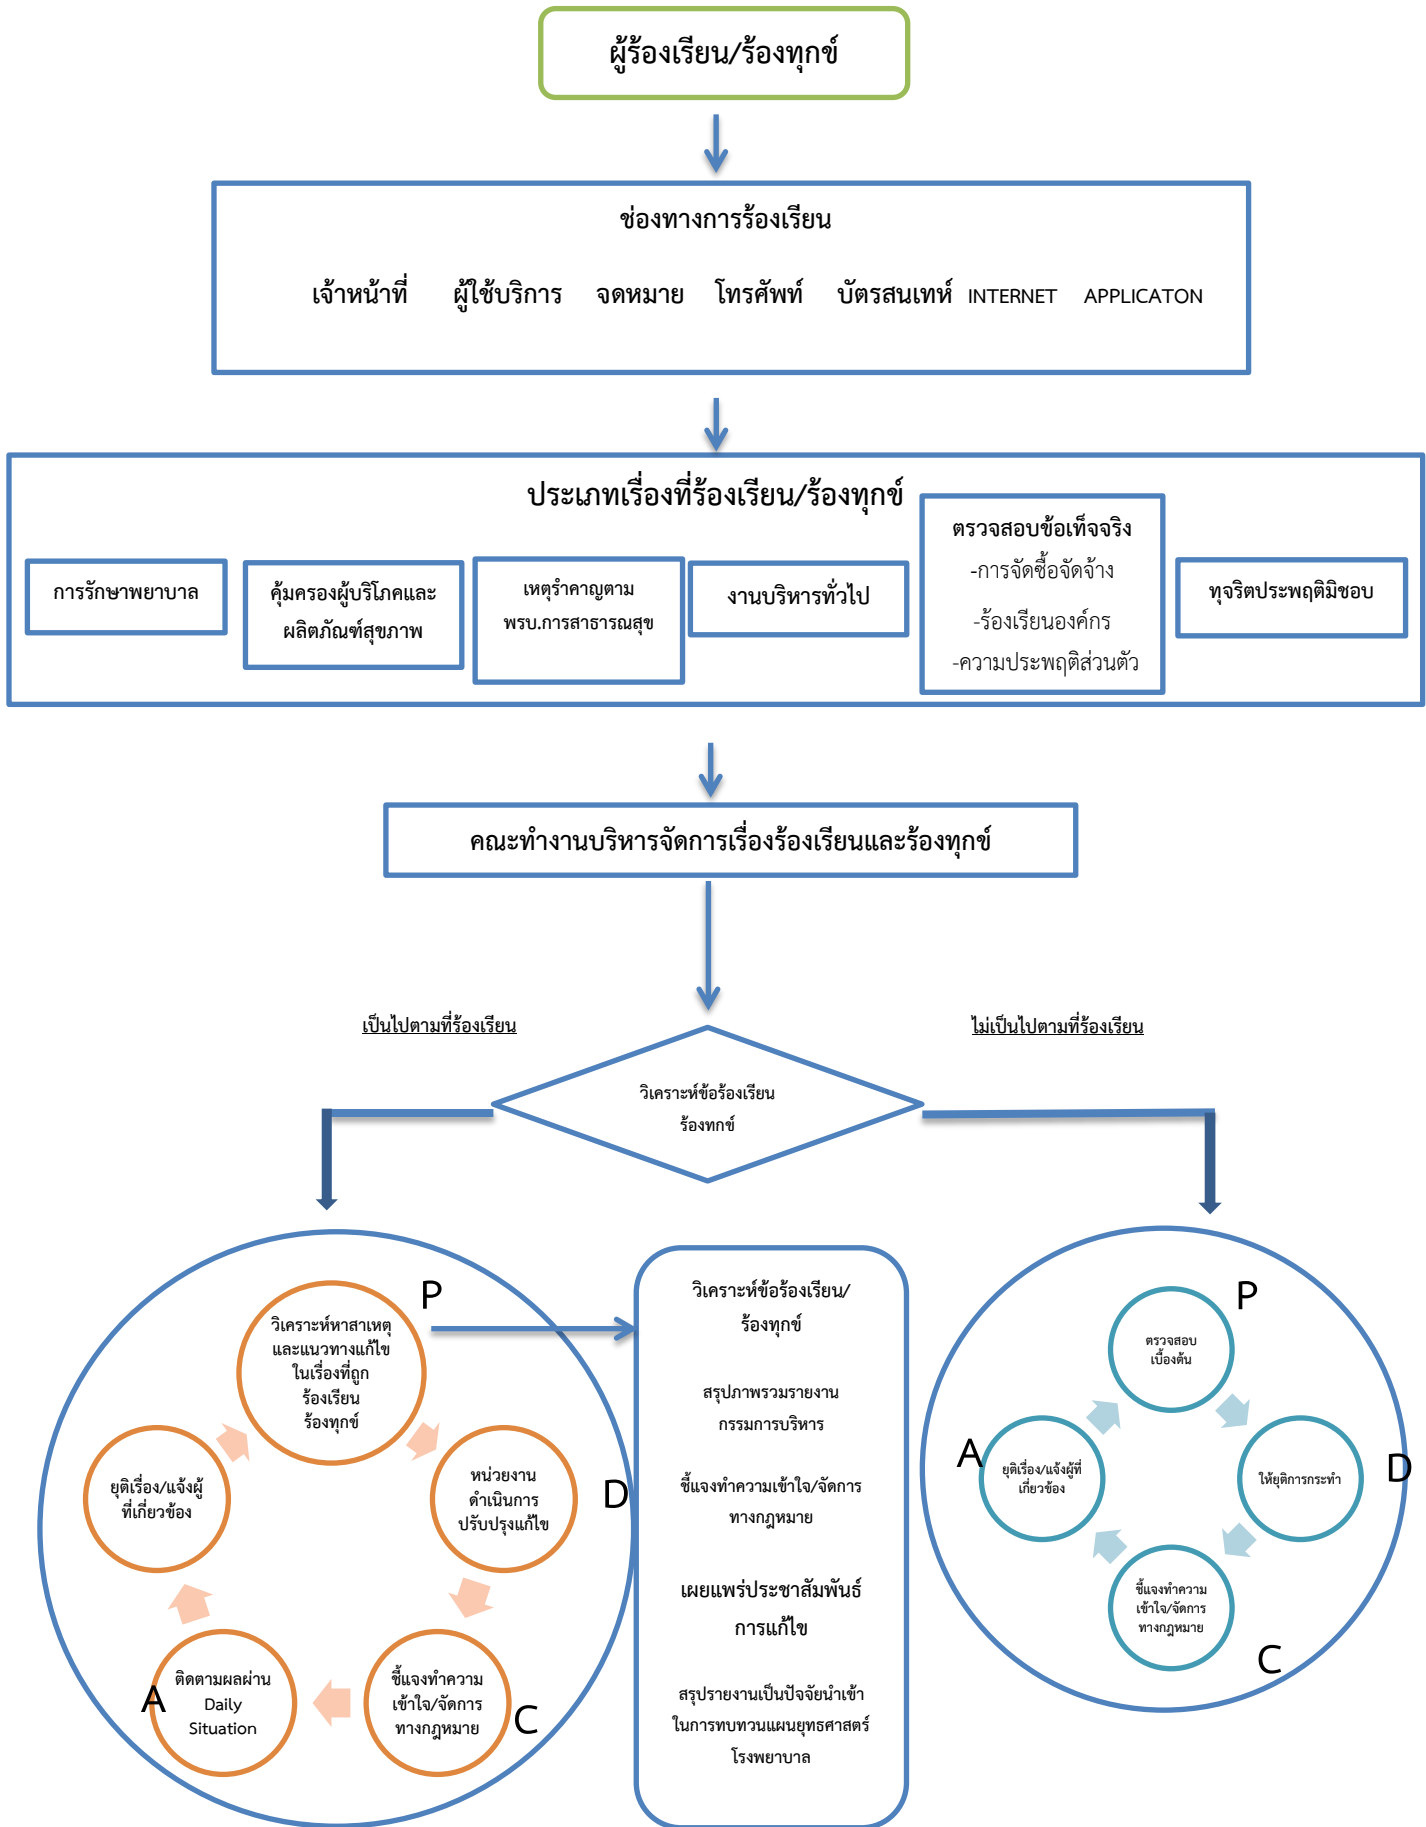 ผู้ร้องเรียน/ร้องทุกข์
ช่องทางการร้องเรียน
เจ้าหน้าที่ ผู้ใช้บริการ จดหมาย โทรศัพท์ บัตรสนเทห์ INTERNET APPLICATON
ประเภทเรื่องที่ร้องเรียน/ร้องทุกข์
การรักษาพยาบาล
คุ้มครองผู้บริโภคและ
ผลิตภัณฑ์สุขภาพ
เหตุรำคาญตาม
พรบ.การสาธารณสุข
งานบริหารทั่วไป
ตรวจสอบข้อเท็จจริง
-การจัดซื้อจัดจ้าง
-ร้องเรียนองค์กร
-ความประพฤติส่วนตัว
ทุจริตประพฤติมิชอบ
คณะทำงานบริหารจัดการเรื่องร้องเรียนและร้องทุกข์
เป็นไปตามที่ร้องเรียน
ไม่เป็นไปตามที่ร้องเรียน
วิเคราะห์ข้อร้องเรียน
ร้องทกข์
P
วิเคราะห์หาสาเหตุ
และแนวทางแก้ไข
ในเรื่องที่ถูก
ร้องเรียน
ร้องทุกข์
D
หน่วยงาน
ดำเนินการ
ปรับปรุงแก้ไข
C
ชี้แจงทำความ
เข้าใจ/จัดการ
ทางกฎหมาย
A
ติดตามผลผ่าน
Daily
Situation
ยุติเรื่อง/แจ้งผู้
ที่เกี่ยวข้อง
วิเคราะห์ข้อร้องเรียน/
ร้องทุกข์
สรุปภาพรวมรายงาน
กรรมการบริหาร
ชี้แจงทำความเข้าใจ/จัดการ
ทางกฎหมาย
เผยแพร่ประชาสัมพันธ์
การแก้ไข
สรุปรายงานเป็นปัจจัยนำเข้า
ในการทบทวนแผนยุทธศาสตร์
โรงพยาบาล
P
ตรวจสอบ
เบื้องต้น
D
ให้ยุติการกระทำ
C
ชี้แจงทำความ
เข้าใจ/จัดการ
ทางกฎหมาย
A
ยุติเรื่อง/แจ้งผู้ที่
เกี่ยวข้อง